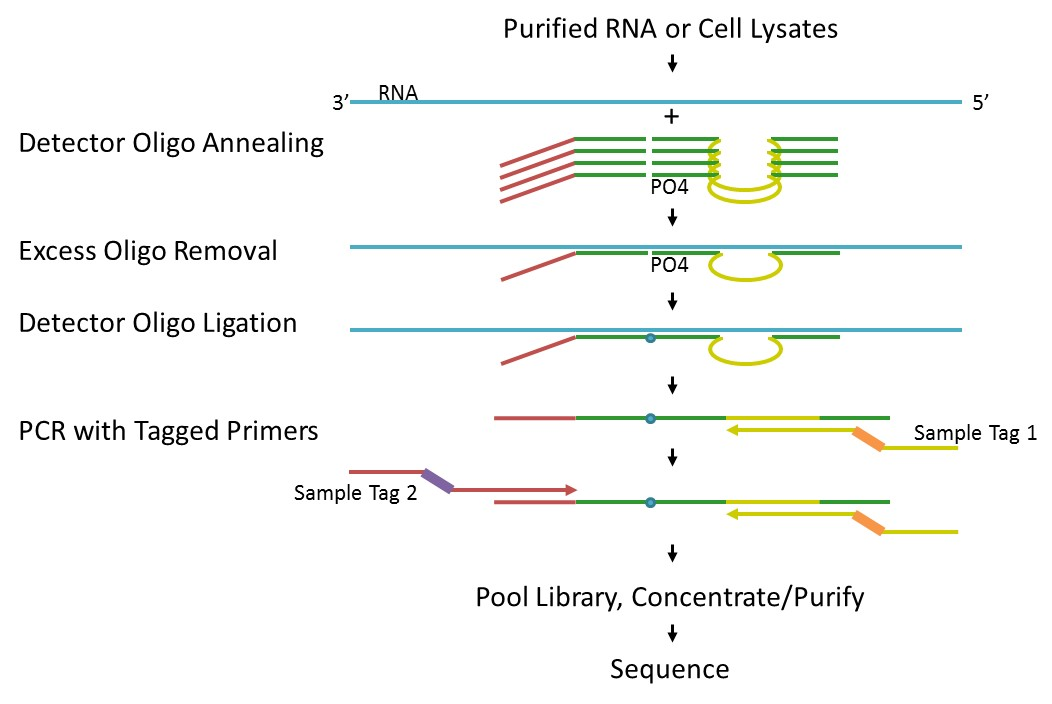 Purified RNA or Cell Lysates
RNA
3’
5’
+
Detector Oligo Annealing
PO4
Excess Oligo Removal
PO4
Detector Oligo Ligation
PCR with Tagged Primers
Sample Tag 1
Sample Tag 2
Pool Library, Concentrate/Purify
Sequence